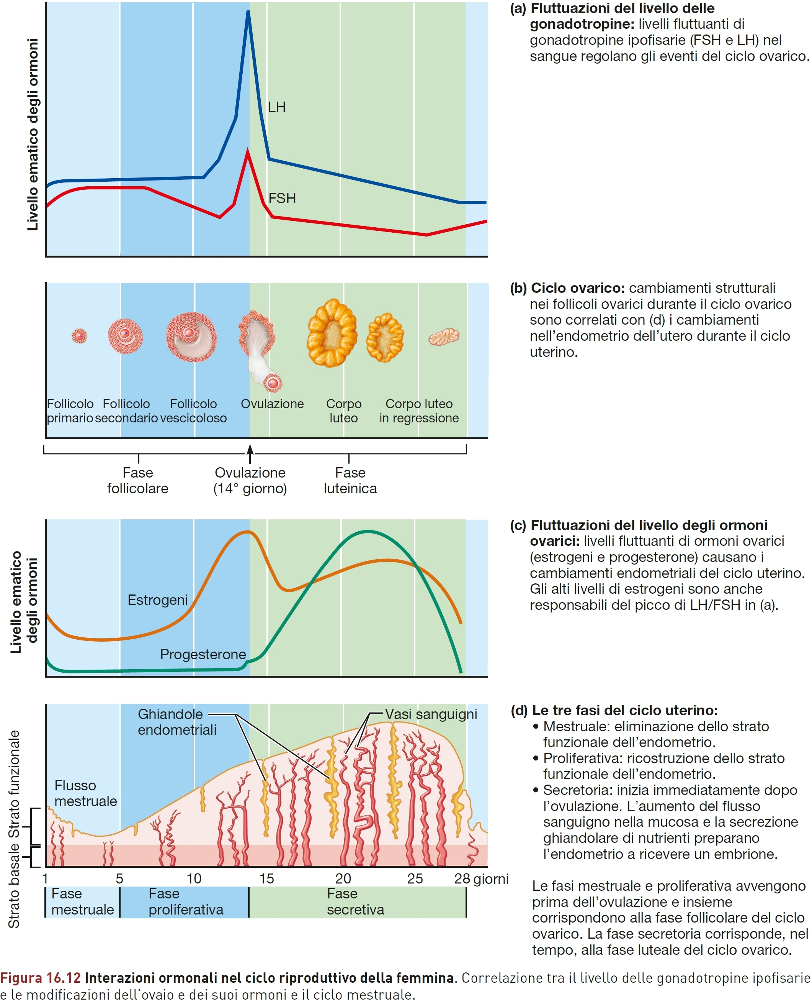 Livello ematico degli ormoni
LH
FSH
(a) Fluttuazioni del livello delle
gonadotropine: livelli fluttuanti di
gonadotropine ipofisarie (FSH e LH) nel
sangue regolano gli eventi del ciclo ovarico.
Follicolo
primario
Follicolo
secondario
Follicolo
vescicoloso
Ovulazione
Corpo
luteo
Corpo luteo
in regressione
Fase
follicolare
Ovulazione
(14° giorno)
Fase
luteinica
(b) Ciclo ovarico: cambiamenti strutturali
nei follicoli ovarici durante il ciclo ovarico
sono correlati con (d) i cambiamenti
nell’endometrio dell’utero durante il ciclo
uterino.
Livello ematico
degli ormoni
Estrogeni
Progesterone
(c) Fluttuazioni del livello degli ormoni
ovarici: livelli fluttuanti di ormoni ovarici
(estrogeni e progesterone) causano i
cambiamenti endometriali del ciclo uterino.
Gli alti livelli di estrogeni sono anche
responsabili del picco di LH/FSH in (a).
Strato basale Strato funzionale
Ghiandole
endometriali
Vasi sanguigni
Flusso
mestruale
1 5 10 15 20 25 28 giorni
Fase
mestruale
Fase
proliferativa
Fase
secretiva
(d) Le tre fasi del ciclo uterino:
• Mestruale: eliminazione dello strato
funzionale dell’endometrio.
• Proliferativa: ricostruzione dello strato
funzionale dell’endometrio.
• Secretoria: inizia immediatamente dopo
l’ovulazione. L’aumento del flusso
sanguigno nella mucosa e la secrezione
ghiandolare di nutrienti preparano
l’endometrio a ricevere un embrione.
Le fasi mestruale e proliferativa avvengono
prima dell’ovulazione e insieme
corrispondono alla fase follicolare del ciclo
ovarico. La fase secretoria corrisponde, nel
tempo, alla fase luteale del ciclo ovarico.
Figura 16.12 Interazioni ormonali nel ciclo riproduttivo della femmina. Correlazione tra il livello delle gonadotropine ipofisarie
e le modificazioni dell’ovaio e dei suoi ormoni e il ciclo mestruale.